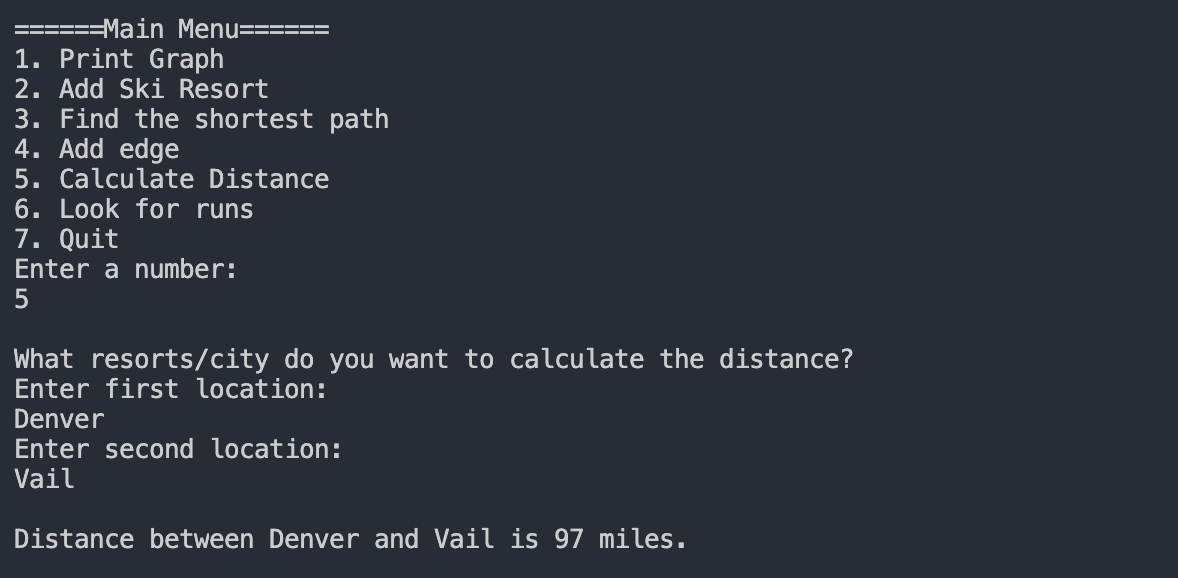 ======Main Menu======
1. Print Graph
2. Add Ski Resort
3. Find the shortest path
4. Add edge
5. Calculate Distance
6. Look for runs
7. Quit
Enter a number:
5
What resorts/city do you want to calculate the distance?
Enter first location:
Denver
Enter second location:
Vail
Distance between Denver and Vail is 97 miles.